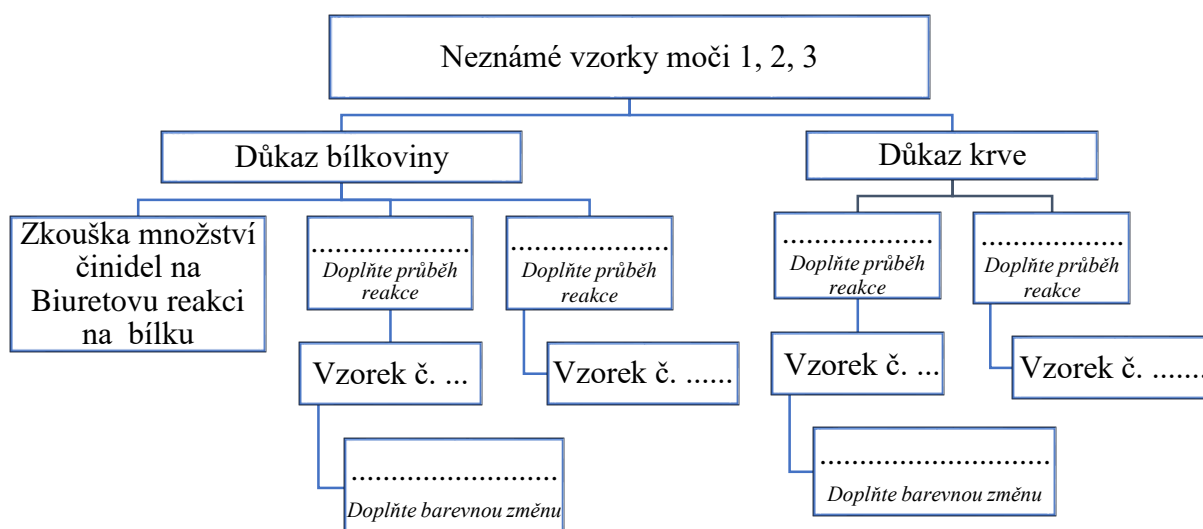 Neznámé vzorky moči 1, 2, 3
Důkaz bílkoviny
Důkaz krve
Zkouška množství
činidel na
Biuretovu reakci
na bílku
.....................
Doplňte průběh
reakce
.....................
Doplňte průběh
reakce
.....................
Doplňte průběh
reakce
...................
Doplňte průběh
reakce
Vzorek č. ...
Vzorek č. ......
Vzorek č. ...
Vzorek č. .......
............................
Doplňte barevnou změnu
...............................
Doplňte barevnou změnu